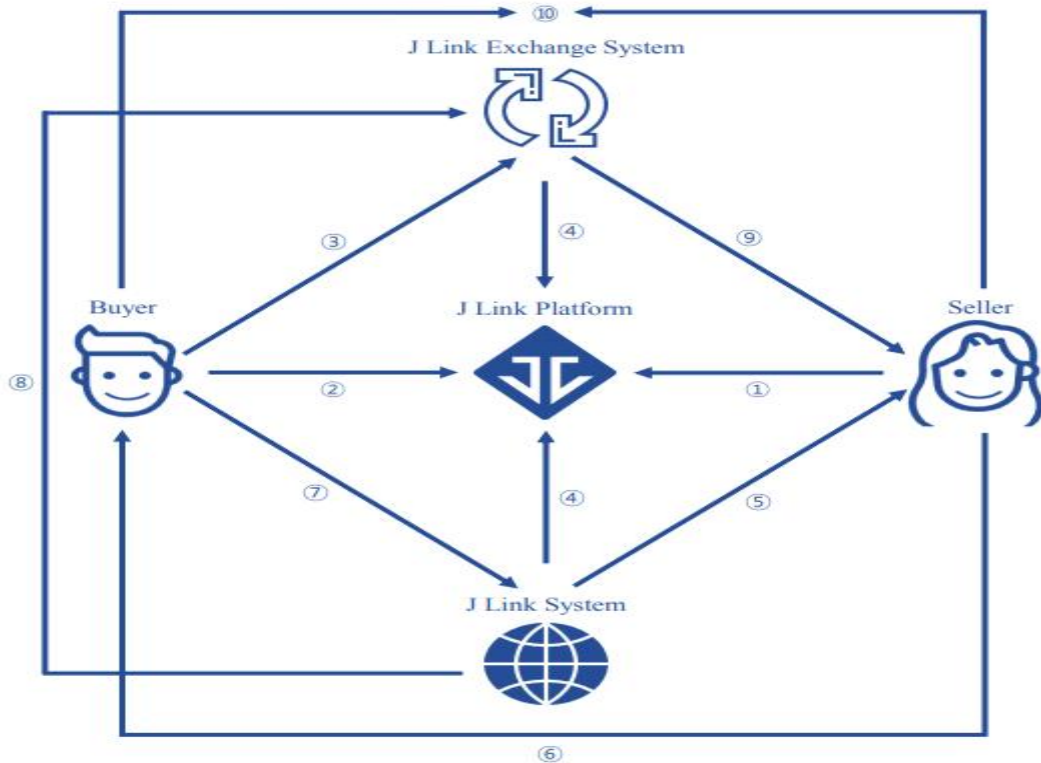 ⑩
J Link Exchange System
③
④
⑨
Buyer
J Link Platform
Seller
⑧
②
①
⑦
④
⑤
J Link System
⑥